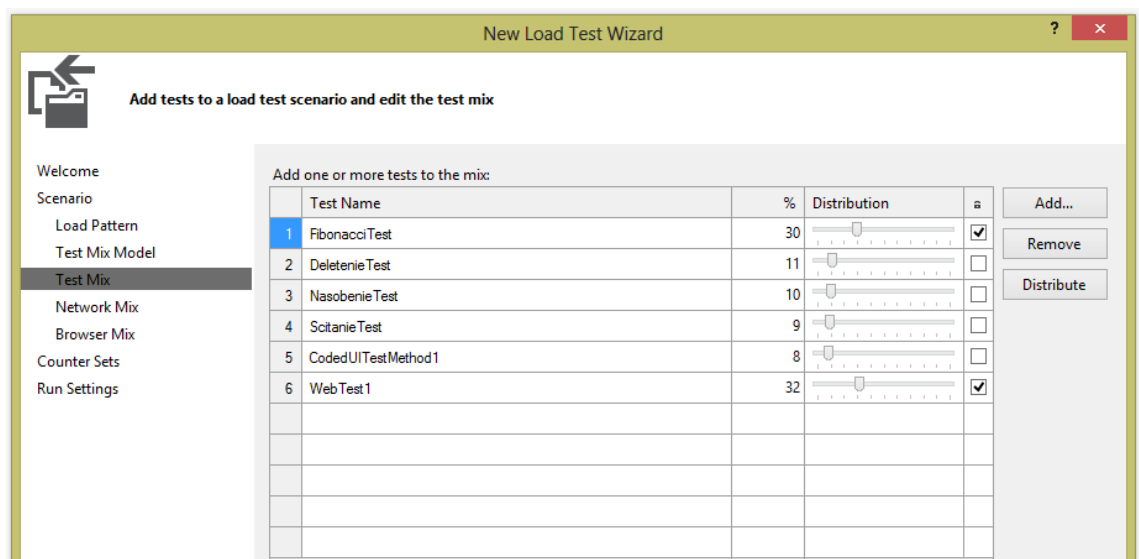 New Load Test Wizard ? ×
Add tests to a load test scenario and edit the test mix
Welcome
Scenario
Load Pattern
Test Mix Model
Test Mix
Network Mix
Browser Mix
Counter Sets
Run Settings
Add one or more tests to the mix:
Test Name % Distribution
1 FibonacciTest 30
2 DeletenieTest 11
3 NasobenieTest 10
4 ScitanieTest 9
5 CodedUITestMethod1 8
6 WebTest1 32
Add...
Remove
Distribute